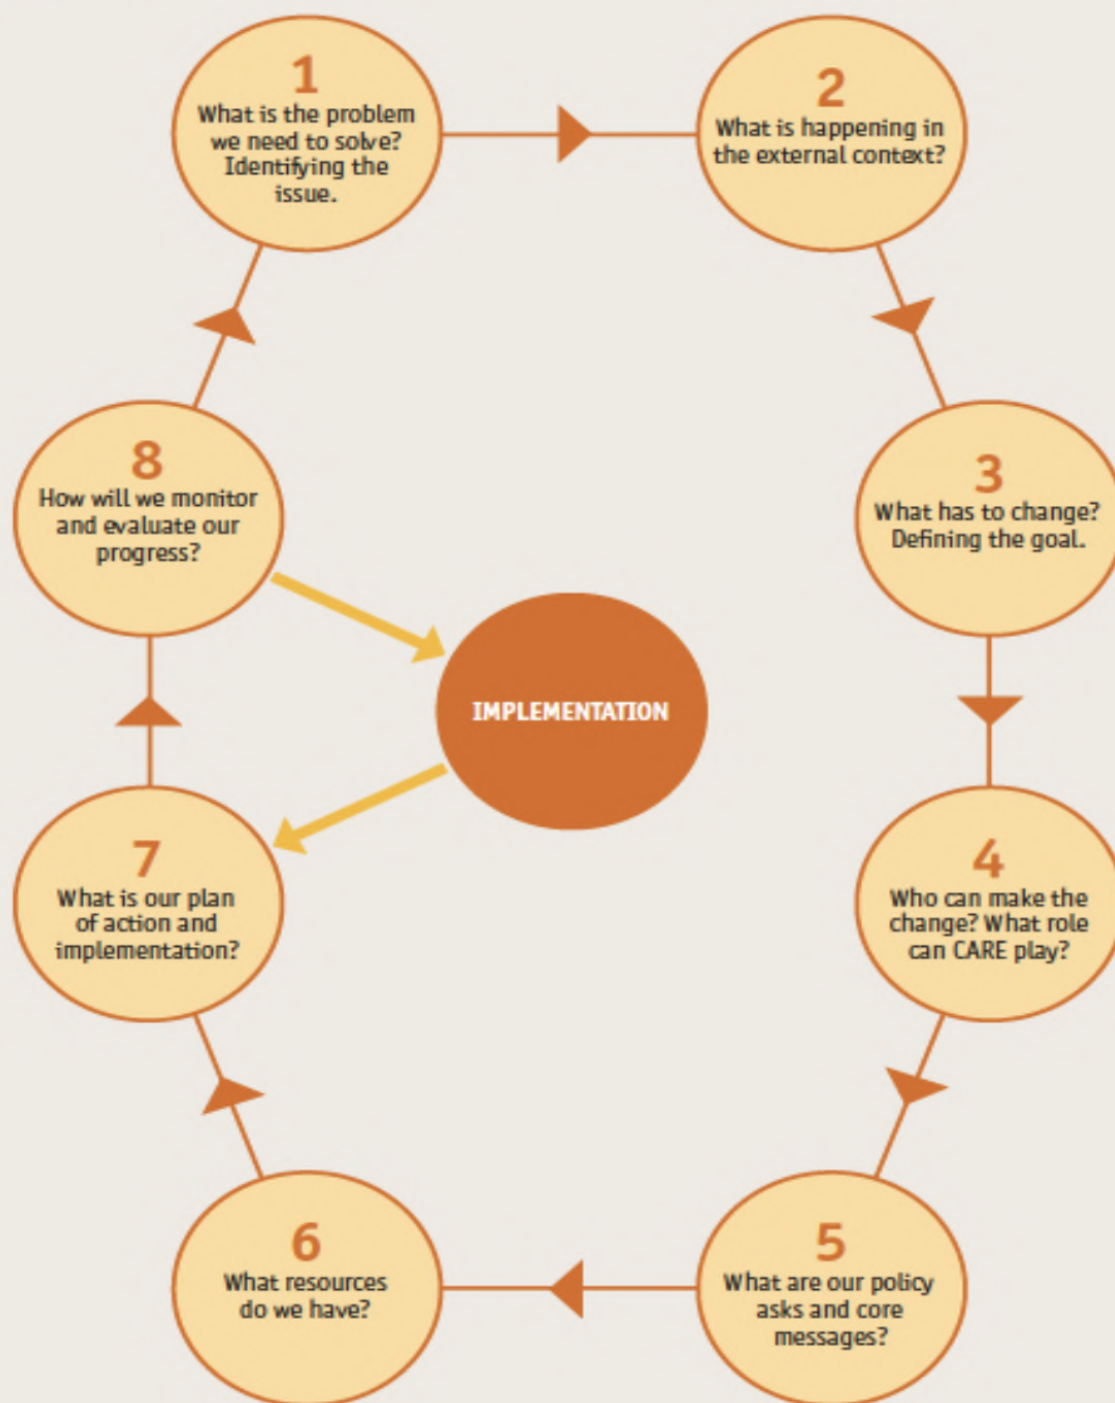 1
What is the problem
we need to solve?
Identifying the
issue.
2
What is happening in
the external context?
3
What has to change?
Defining the goal.
4
Who can make the
change? What role
can CARE play?
5
What are our policy
asks and core
messages?
6
What resources
do we have?
7
What is our plan
of action and
implementation?
8
How will we monitor
and evaluate our
progress?
IMPLEMENTATION